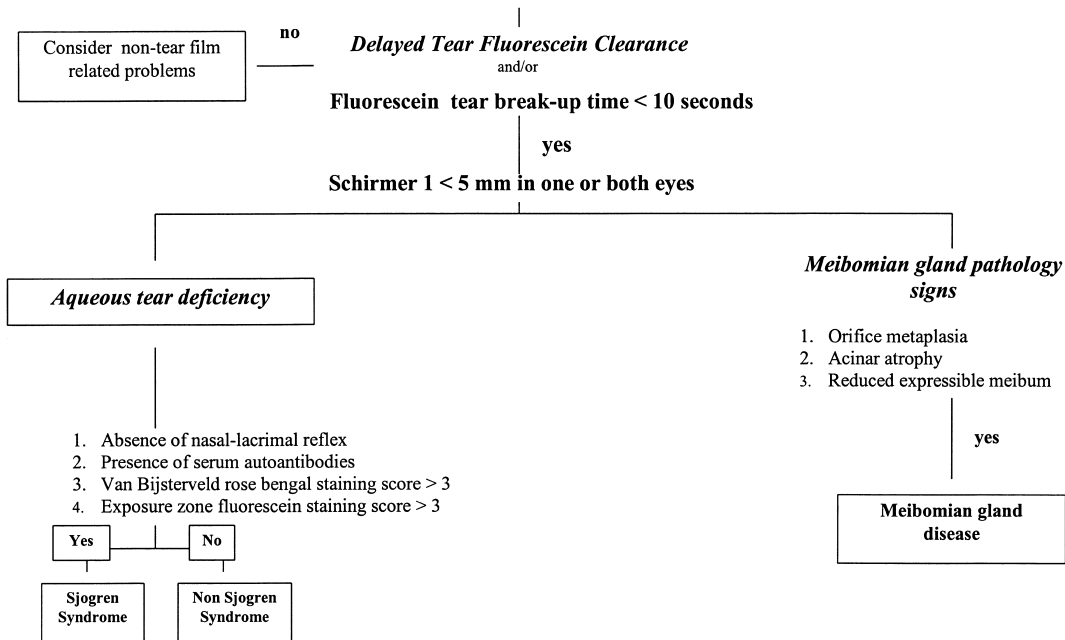 no
Consider non-tear film
related problems
Delayed Tear Fluorescein Clearance
and/or
Fluorescein tear break-up time < 10 seconds
yes
Schirmer 1 < 5 mm in one or both eyes
Aqueous tear deficiency
Meibomian gland pathology
signs
1. Orifice metaplasia
2. Acinar atrophy
3. Reduced expressible meibum
1. Absence of nasal-lacrimal reflex
2. Presence of serum autoantibodies
3. Van Bijsterveld rose bengal staining score > 3
4. Exposure zone fluorescein staining score > 3
yes
Meibomian gland
disease
Yes
No
Sjogren
Syndrome
Non Sjogren
Syndrome